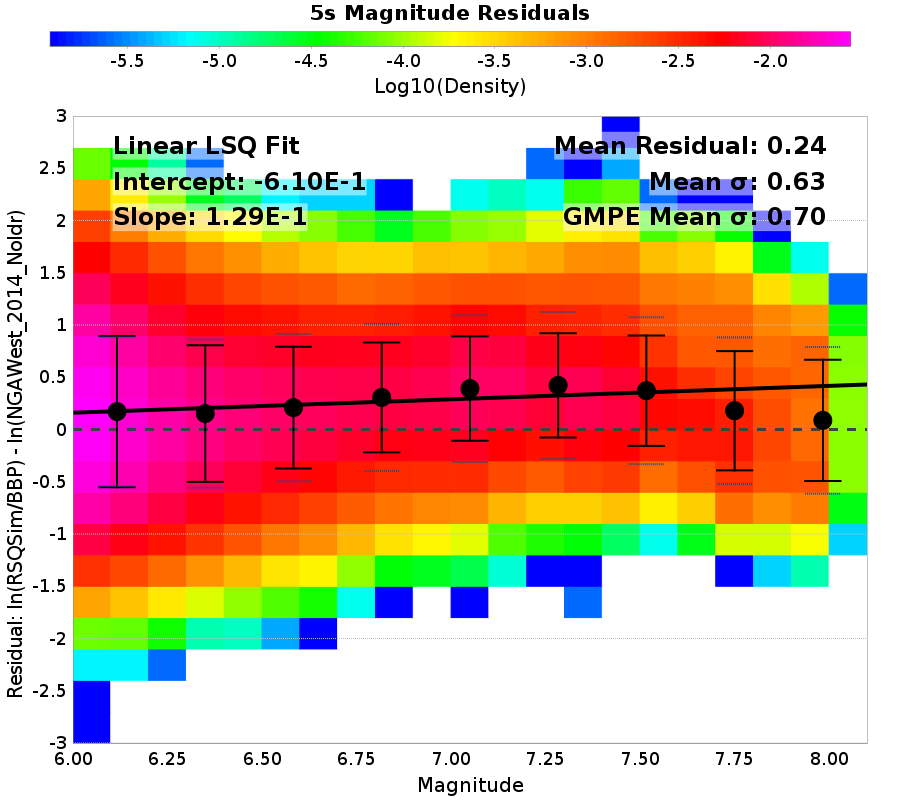 5s Magnitude Residuals
-5.5 -5.0 -4.5 -4.0 -3.5 -3.0 -2.5 -2.0
Log10(Density)
Linear LSQ Fit
Intercept: -6.10E-1
Slope: 1.29E-1
Mean Residual: 0.24
Mean σ: 0.63
GMPE Mean σ: 0.70
Residual: ln(RSQSim/BBP) - ln(NGAWest_2014_NoIdr)
3
2.5
2
1.5
1
0.5
0
-0.5
-1
-1.5
-2
-2.5
-3
6.00 6.25 6.50 6.75 7.00 7.25 7.50 7.75 8.00
Magnitude